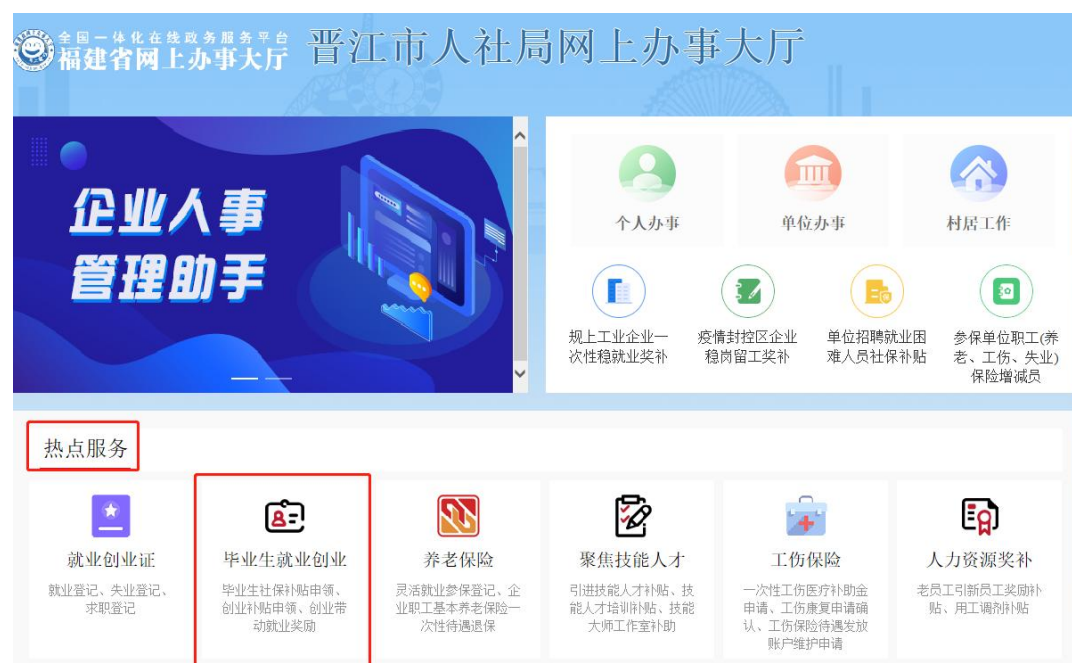 全国一体化在线政务服务平台
福建省网上办事大厅
晋江市人社局网上办事大厅
企业人事
管理助手
个人办事
单位办事
村居工作
规上工业企业一
次性稳就业奖补
疫情封控区企业
稳岗留工奖补
单位招聘就业困
难人员社保补贴
参保单位职工(养
老、工伤、失业)
保险增减员
热点服务
就业创业证
就业登记、失业登记、
求职登记
毕业生就业创业
毕业生社保补贴申领、
创业补贴申领、创业带
动就业奖励
养老保险
灵活就业参保登记、企
业职工基本养老保险一
次性待遇退保
聚焦技能人才
引进技能人才补贴、技
能人才培训补贴、技能
大师工作室补助
工伤保险
一次性工伤医疗补助金
申请、工伤康复申请确
认、工伤保险待遇发放
账户维护申请
人力资源奖补
老员工引新员工奖励补
贴、用工调剂补贴